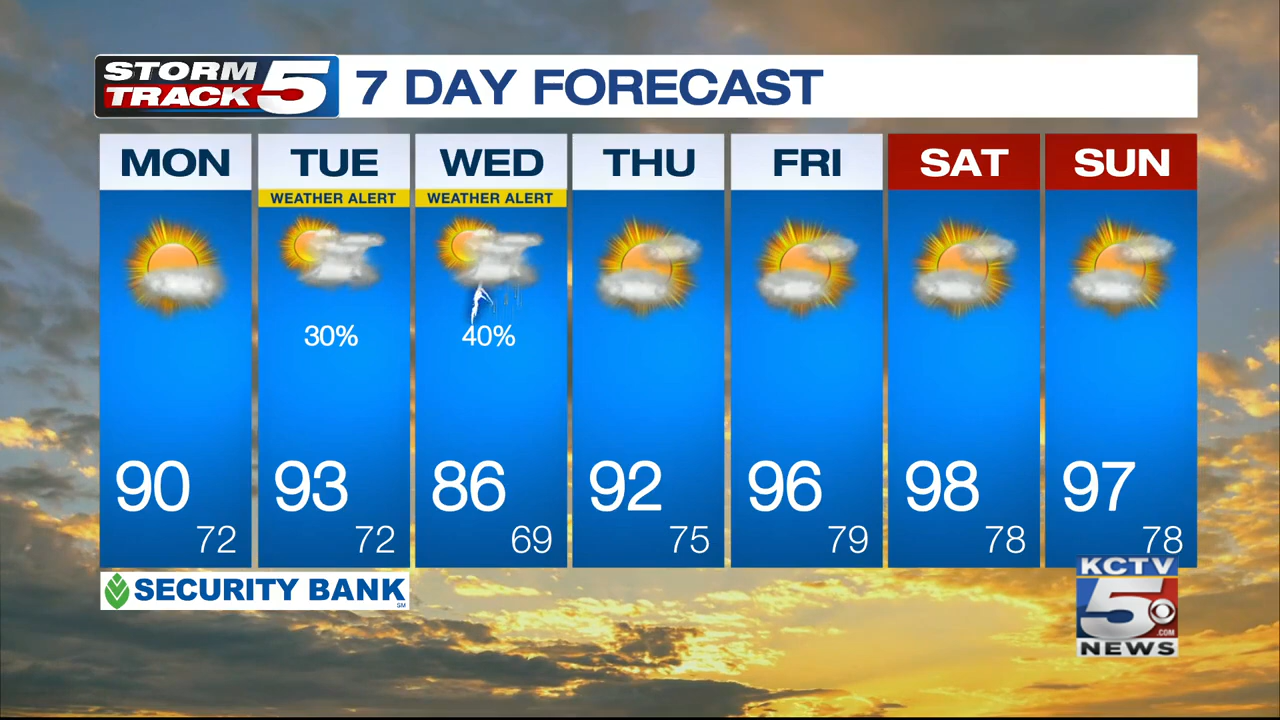 STORM TRACK 5
7 DAY FORECAST
MON TUE WED THU FRI SAT SUN
WEATHER ALERT WEATHER ALERT
30% 40%
90 93 86 92 96 98 97
72 72 69 75 79 78 78
SECURITY BANK SM
KCTV
5
.COM
NEWS